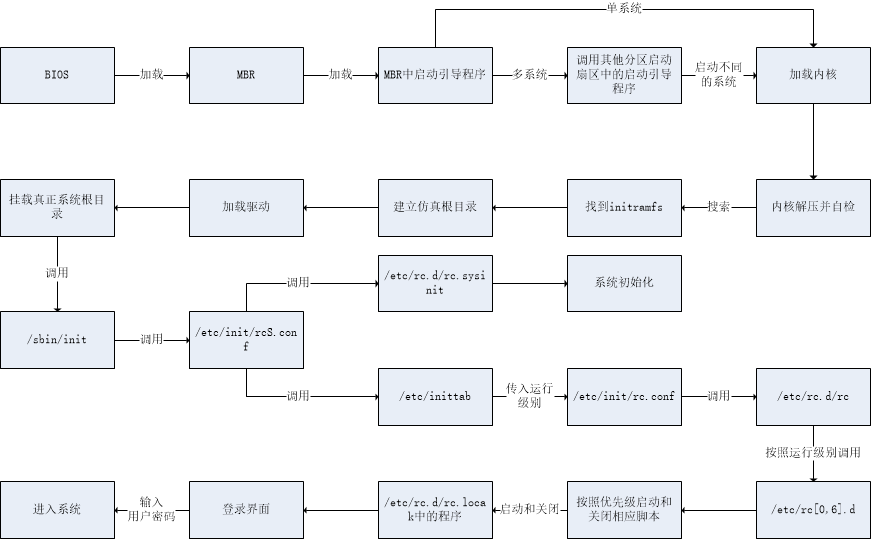 单系统
BIOS
加载
MBR
加载
MBR中启动引导程序
多系统
调用其他分区启动
扇区中的启动引导
程序
启动不同
的系统
加载内核
挂载真正系统根目
录
加载驱动
建立仿真根目录
找到initramfs
搜索
内核解压并自检
调用
/sbin/init
调用
/etc/init/rcS.con
f
调用
/etc/rc.d/rc.sysi
nit
系统初始化
调用
/etc/inittab
传入运行
级别
/etc/init/rc.conf
调用
/etc/rc.d/rc
按照运行级别调用
进入系统
输入
用户密码
登录界面
/etc/rc.d/rc.loca
k中的程序
启动和关闭
按照优先级启动和
关闭相应脚本
/etc/rc[0,6].d